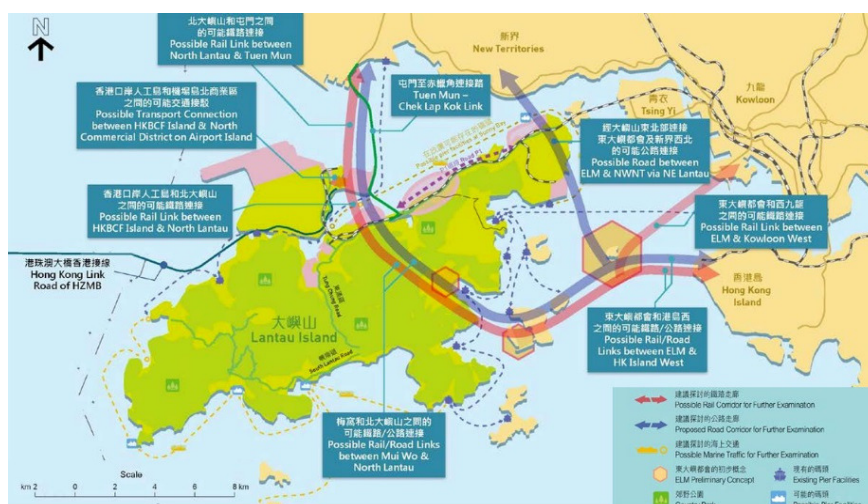 N
北大嶼山和屯門之間
的可能鐵路連接
Possible Rail Link between
North Lantau & Tuen Mun
新界
New Territories
九龍
Kowloon
青衣
Tsing Yi
香港口岸人工島和機場島北商業區
之間的可能交通接駁
Possible Transport Connection
between HKBCF Island & North
Commercial District on Airport Island
屯門至赤鱲角連接路
Tuen Mun –
Chek Lap Kok Link
經大嶼山東北部連接
東大嶼都會及新界西北
的可能公路連接
Possible Road between
ELM & NWNT via NE Lantau
香港口岸人工島和北大嶼山
之間的可能鐵路連接
Possible Rail Link between
HKBCF Island & North Lantau
東大嶼都會和西九龍
之間的可能鐵路連接
Possible Rail Link between
ELM & Kowloon West
港珠澳大橋香港接線
Hong Kong Link
Road of HZMB
香港島
Hong Kong
Island
Tung Chung Road
大嶼山
Lantau Island
South Lantau Road
東大嶼都會和港島西
之間的可能鐵路/公路連接
Possible Rail/Road
Links between ELM &
HK Island West
梅窩和北大嶼山之間的
可能鐵路/公路連接
Possible Rail/Road Links
between Mui Wo &
North Lantau
建議探討的鐵路走廊
Possible Rail Corridor for Further Examination
建議探討的公路走廊
Proposed Road Corridor for Further Examination
建議探討的海上交通
Possible Marine Traffic for Further Examination
東大嶼都會的初步概念
ELM Preliminary Concept
現有的碼頭
Existing Pier Facilities
郊野公園
Country Park
可能的碼頭
Possible Pier Facilities
Scale
km 2 0 2 4 6 8 km